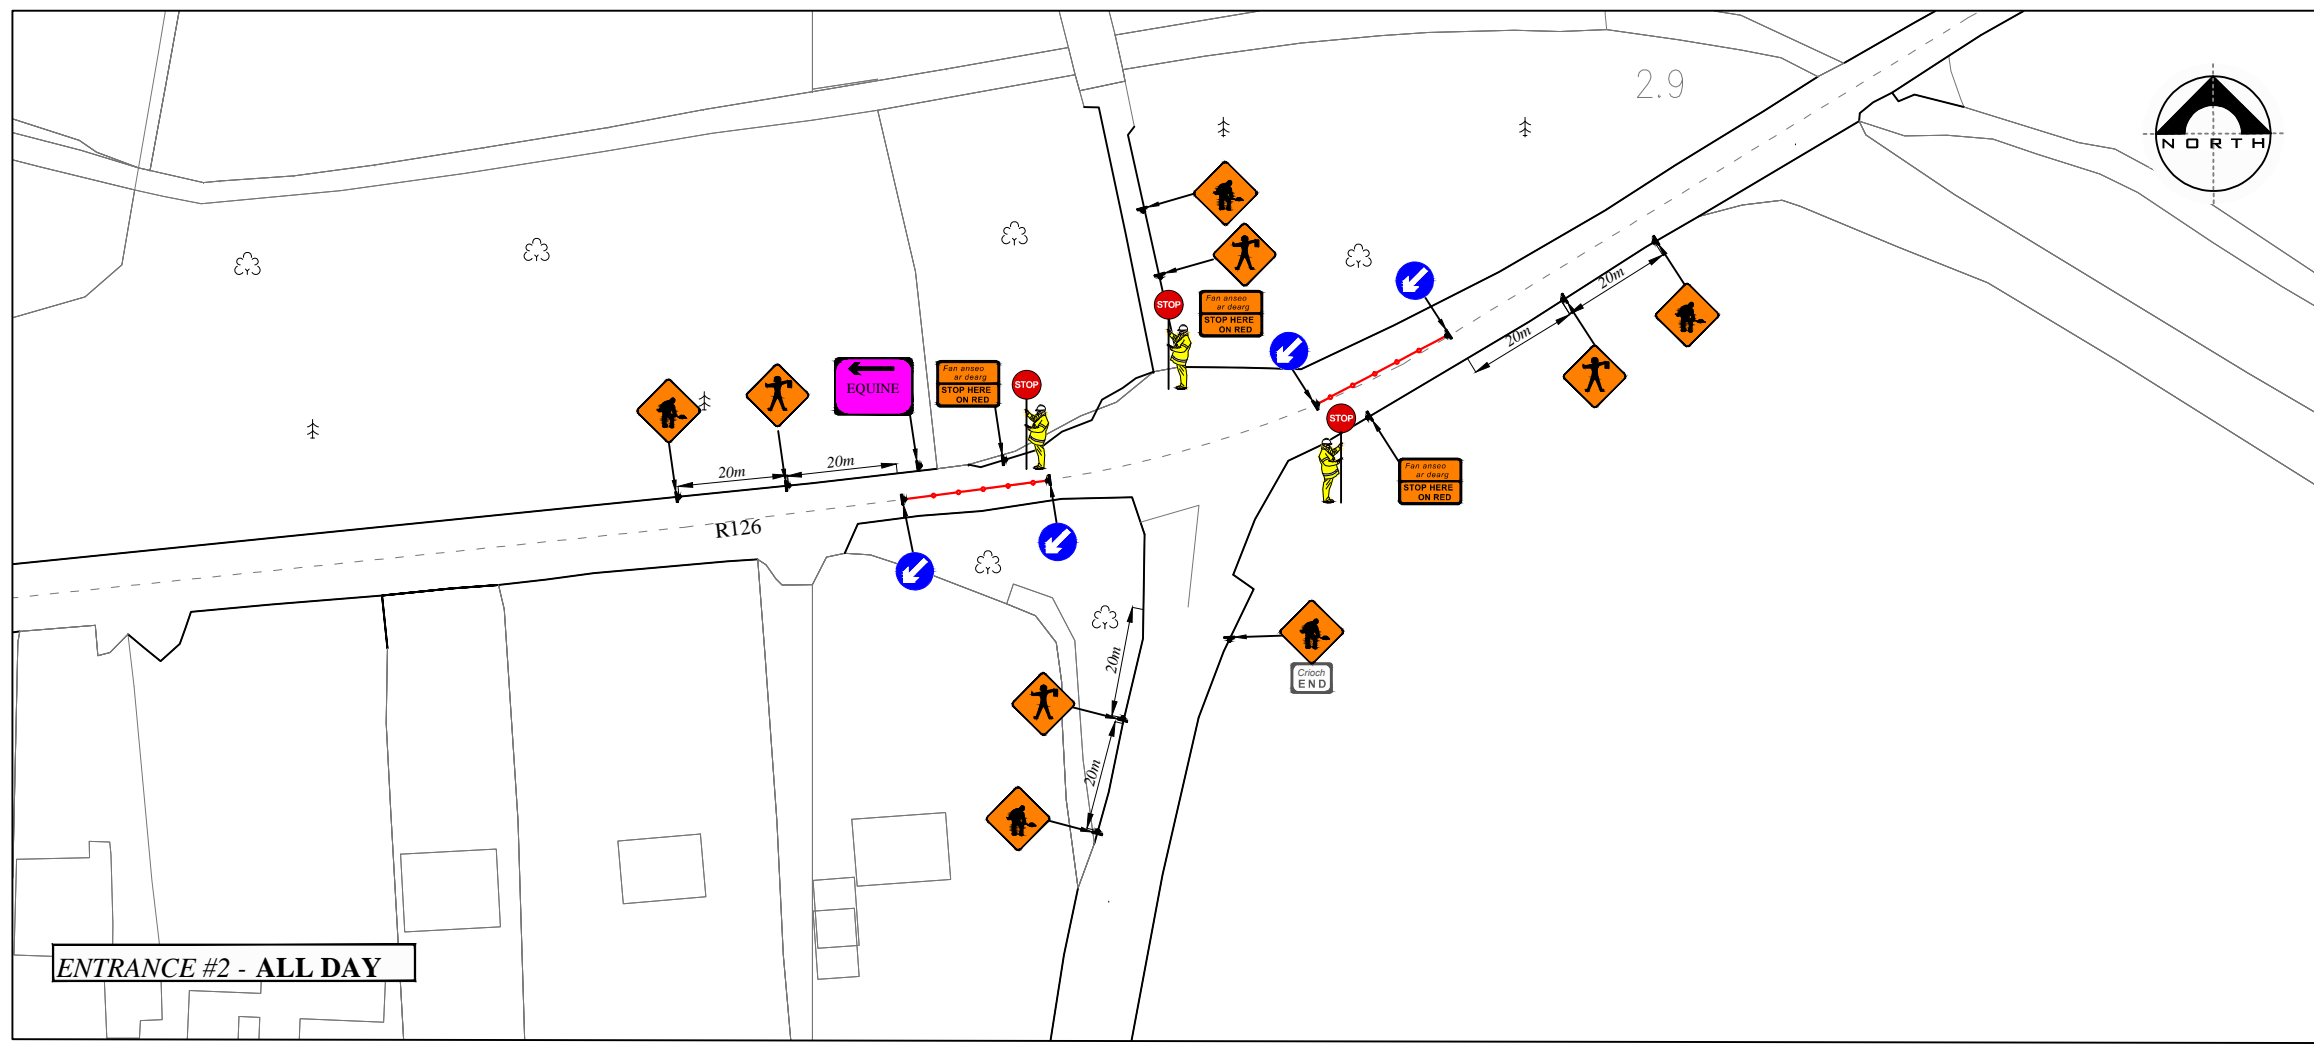 2.9
NORTH
STOP
Fan anseo
ar dearg
STOP HERE
ON RED
20m
20m
EQUINE
Fan anseo
ar dearg
STOP HERE
ON RED
STOP
STOP
Fan anseo
ar dearg
STOP HERE
ON RED
20m
20m
R126
20m
20m
Crioch
END
ENTRANCE #2 - ALL DAY